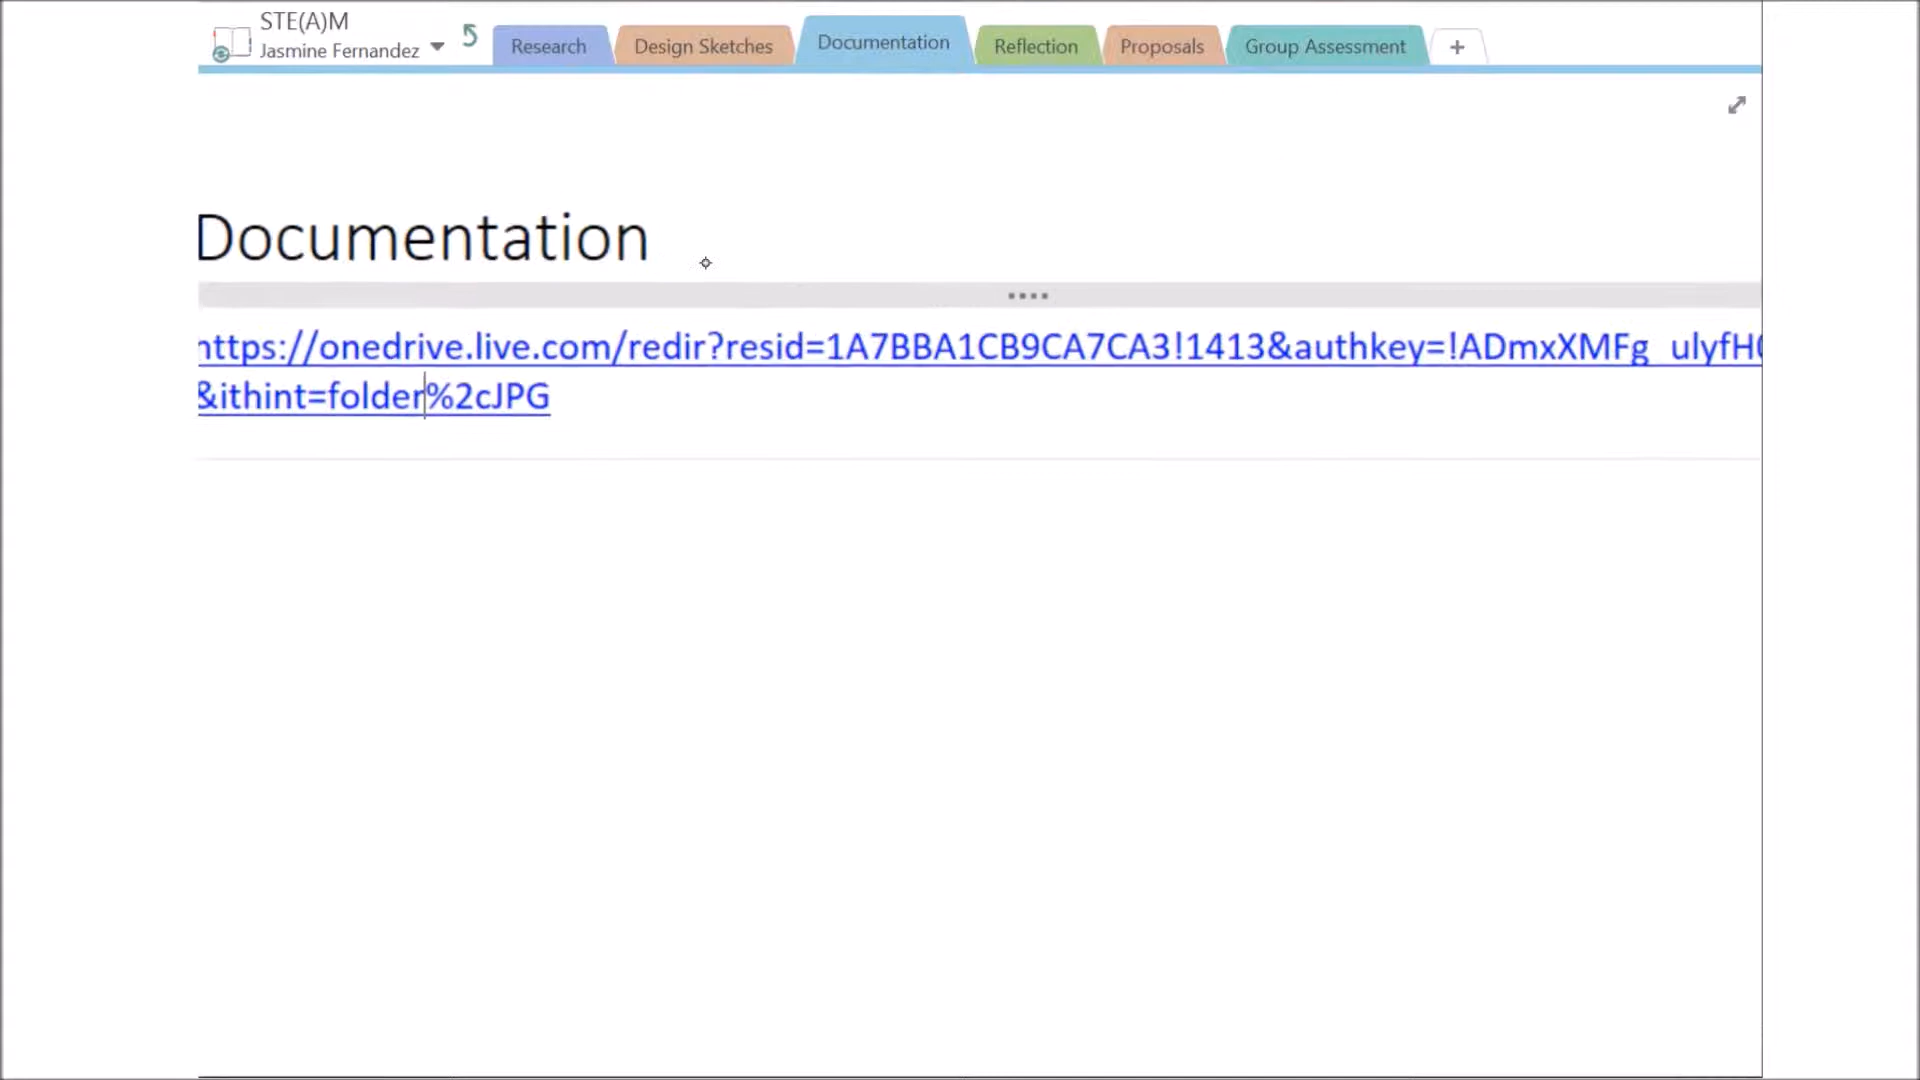 STE(A)M
Jasmine Fernandez
Research
Design Sketches
Documentation
Reflection
Proposals
Group Assessment
+
Documentation
https://onedrive.live.com/redir?resid=1A7BBA1CB9CA7CA3!1413&authkey=!ADmxXMFg_ulyfH
&ithint=folder%2cJPG